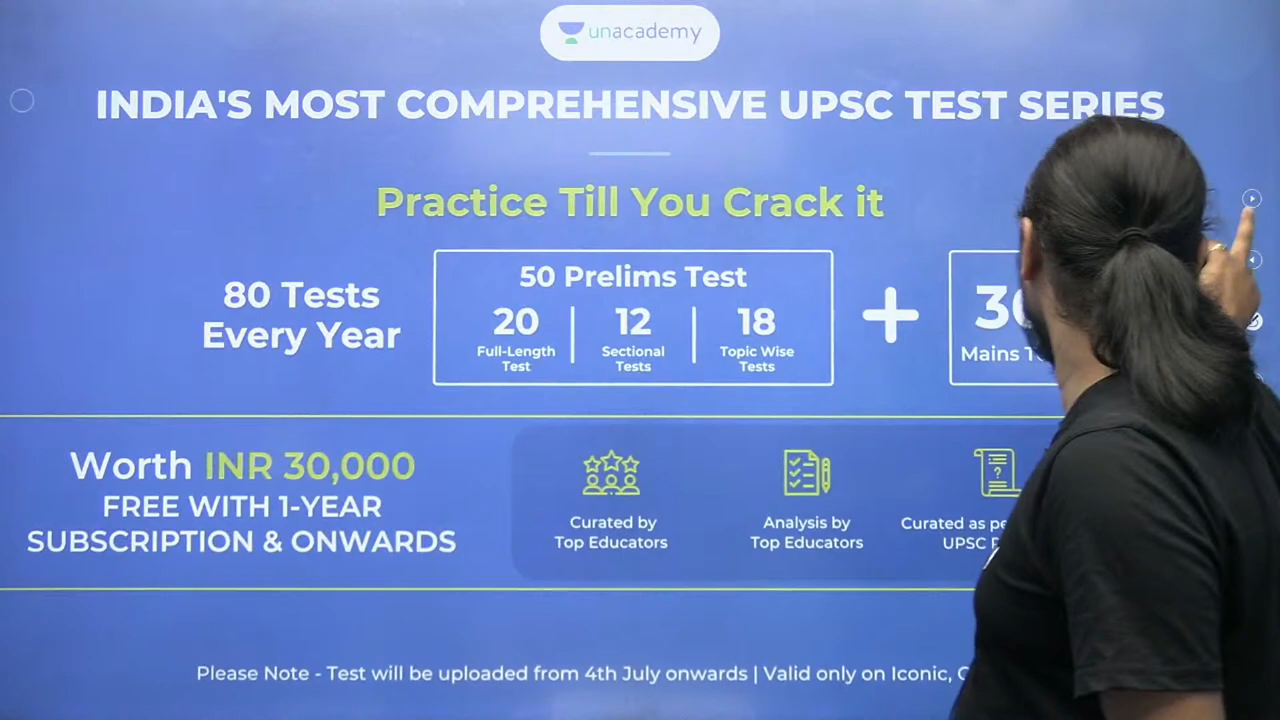 unacademy
INDIA'S MOST COMPREHENSIVE UPSC TEST SERIES
Practice Till You Crack it
80 Tests
Every Year
50 Prelims Test
20
Full-Length
Test
12
Sectional
Tests
18
Topic Wise
Tests
+
30
Mains
Worth INR 30,000
FREE WITH 1-YEAR
SUBSCRIPTION & ONWARDS
Curated by
Top Educators
Analysis by
Top Educators
?
Curated as
UPSC
Please Note - Test will be uploaded from 4th July onwards | Valid only on Iconic,